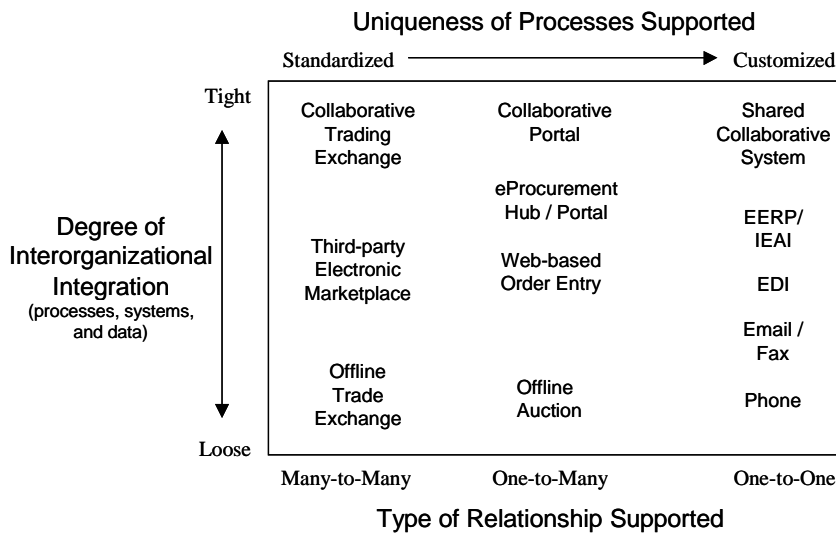 Uniqueness of Processes Supported
Standardized
Customized
Tight
Loose
Degree of
Interorganizational
Integration
(processes, systems,
and data)
Collaborative
Trading
Exchange
Third-party
Electronic
Marketplace
Offline
Trade
Exchange
Collaborative
Portal
eProcurement
Hub / Portal
Web-based
Order Entry
Offline
Auction
Shared
Collaborative
System
EERP/
IEAI
EDI
Email /
Fax
Phone
Many-to-Many
One-to-Many
One-to-One
Type of Relationship Supported